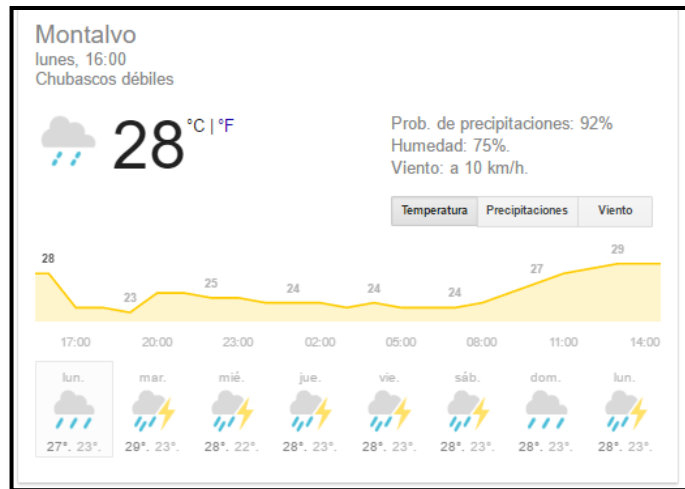 Montalvo
lunes, 16:00
Chubascos débiles
28 °C | °F
Prob. de precipitaciones: 92%
Humedad: 75%.
Viento: a 10 km/h.
Temperatura Precipitaciones Viento
28 23 25 24 24 24 27 29
17:00 20:00 23:00 02:00 05:00 08:00 11:00 14:00
lun. mar. mié. jue. vie. sáb. dom. lun.
27°. 23°. 29°. 23°. 28°. 22°. 28°. 23°. 28°. 23°. 28°. 23°. 28°. 23°. 28°. 23°.